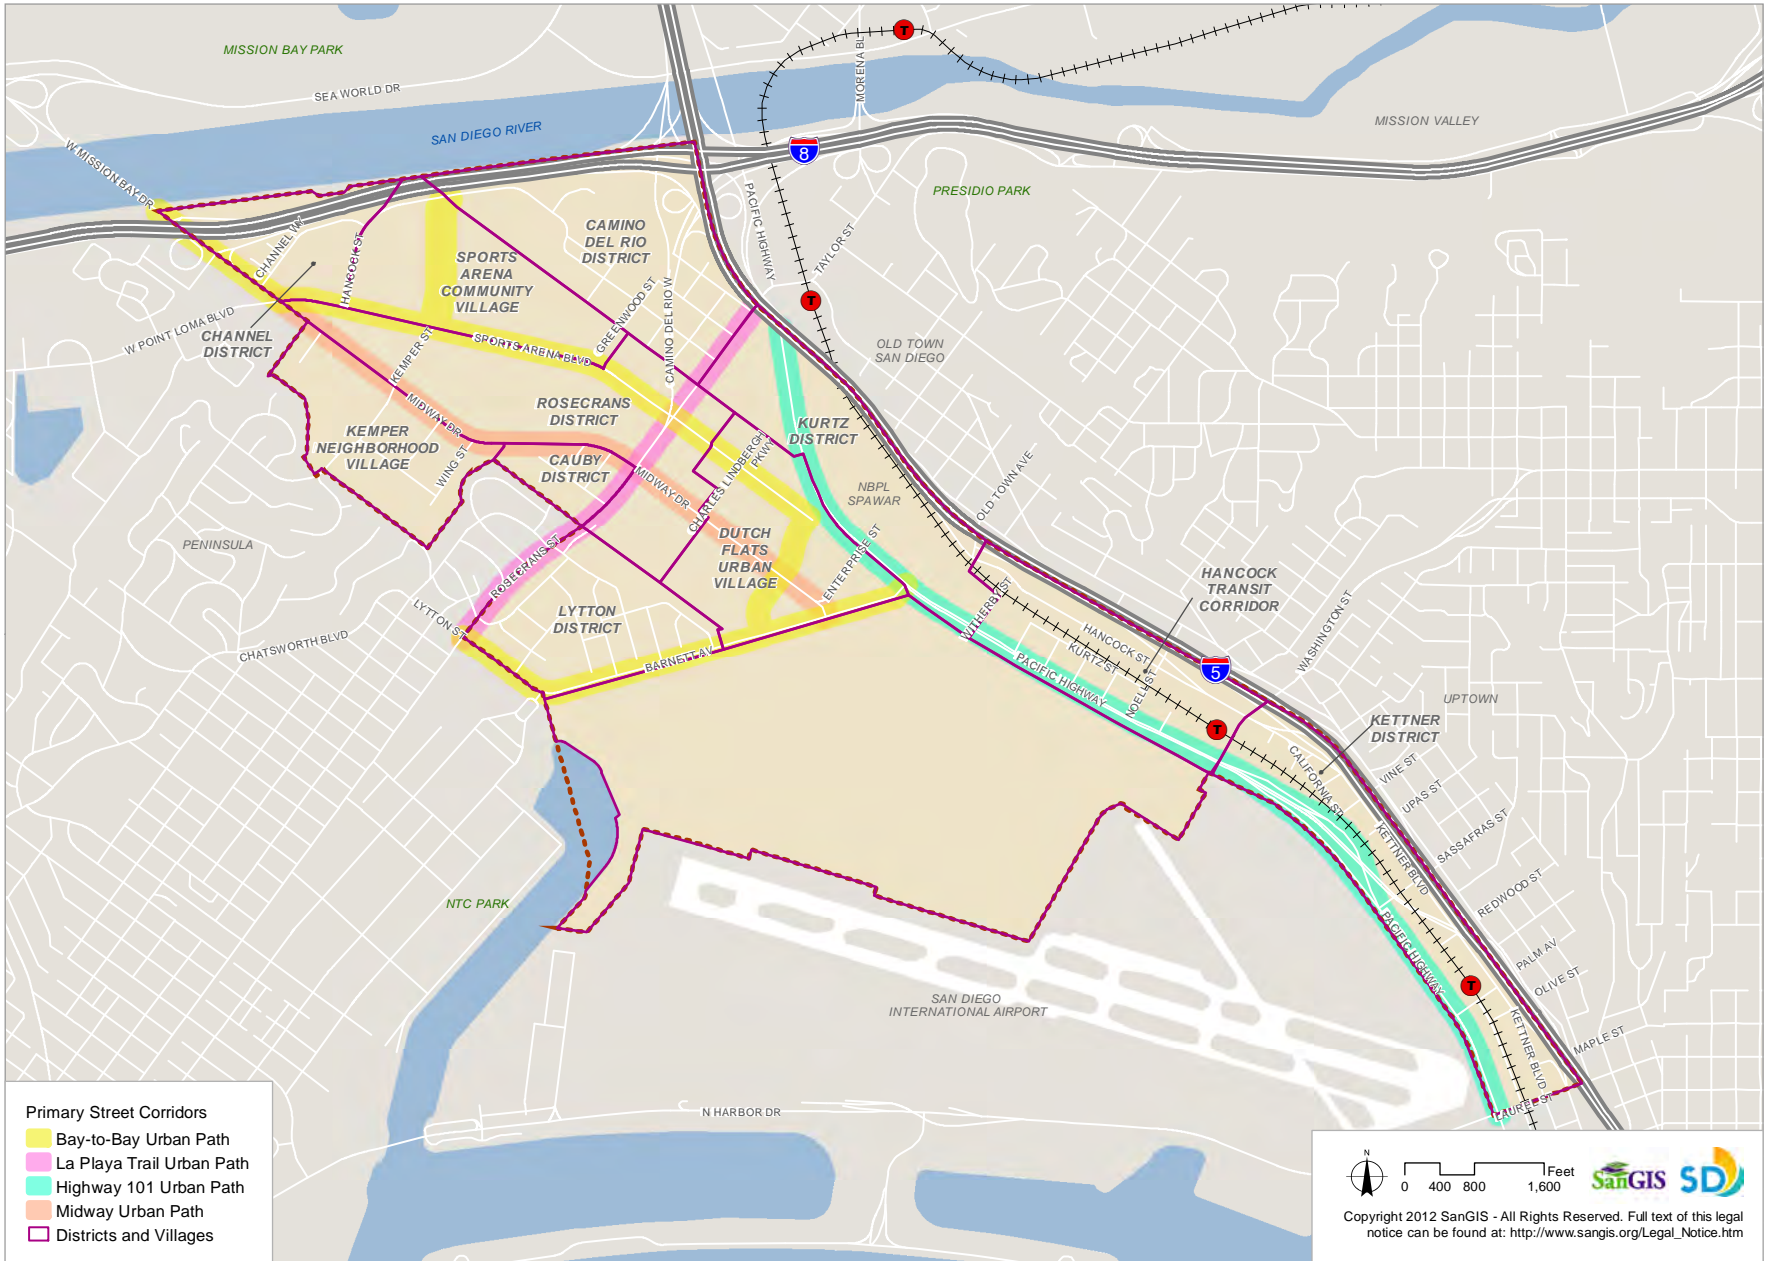 MISSION BAY PARK
SEA WORLD DR
SAN DIEGO RIVER
MORENA BL
T
8
MISSION VALLEY
W MISSION BAY DR
PRESIDIO PARK
PACIFIC HIGHWAY
TAYLOR ST
T
CHANNEL WY
HANCOCK ST
CAMINO
DEL RIO
DISTRICT
SPORTS
ARENA
COMMUNITY
VILLAGE
GREENWOOD ST
CAMINO DEL RIO W
W POINT LOMA BLVD
CHANNEL
DISTRICT
KEMPER ST
SPORTS ARENA BLVD
OLD TOWN
SAN DIEGO
MIDWAY DR
ROSECRANS
DISTRICT
KURTZ
DISTRICT
KEMPER
NEIGHBORHOOD
VILLAGE
WING ST
CAUBY
DISTRICT
MIDWAY DR
CHARLES LINDBERGH
PKWY
NBPL
SPAWAR
OLD TOWN AVE
PENINSULA
ROSECRANS ST
DUTCH
FLATS
URBAN
VILLAGE
ENTERPRISE ST
LYTTON ST
LYTTON
DISTRICT
WITHERBY ST
HANCOCK
TRANSIT
CORRIDOR
WASHINGTON ST
CHATSWORTH BLVD
BARNETT AV
HANCOCK ST
KURTZ ST
PACIFIC HIGHWAY
NOELL ST
5
UPTOWN
T
KETTNER
DISTRICT
CALIFORNIA ST
VINE ST
UPAS ST
SASSAFRAS ST
KETTNER BLVD
REDWOOD ST
NTC PARK
PACIFIC HIGHWAY
PALM AV
OLIVE ST
T
SAN DIEGO
INTERNATIONAL AIRPORT
KETTNER BLVD
MAPLE ST
LAUREL ST
N HARBOR DR
Primary Street Corridors
Bay-to-Bay Urban Path
La Playa Trail Urban Path
Highway 101 Urban Path
Midway Urban Path
Districts and Villages
N
Feet
0 400 800 1,600
SanGIS SD
Copyright 2012 SanGIS - All Rights Reserved. Full text of this legal
notice can be found at: http://www.sangis.org/Legal_Notice.htm